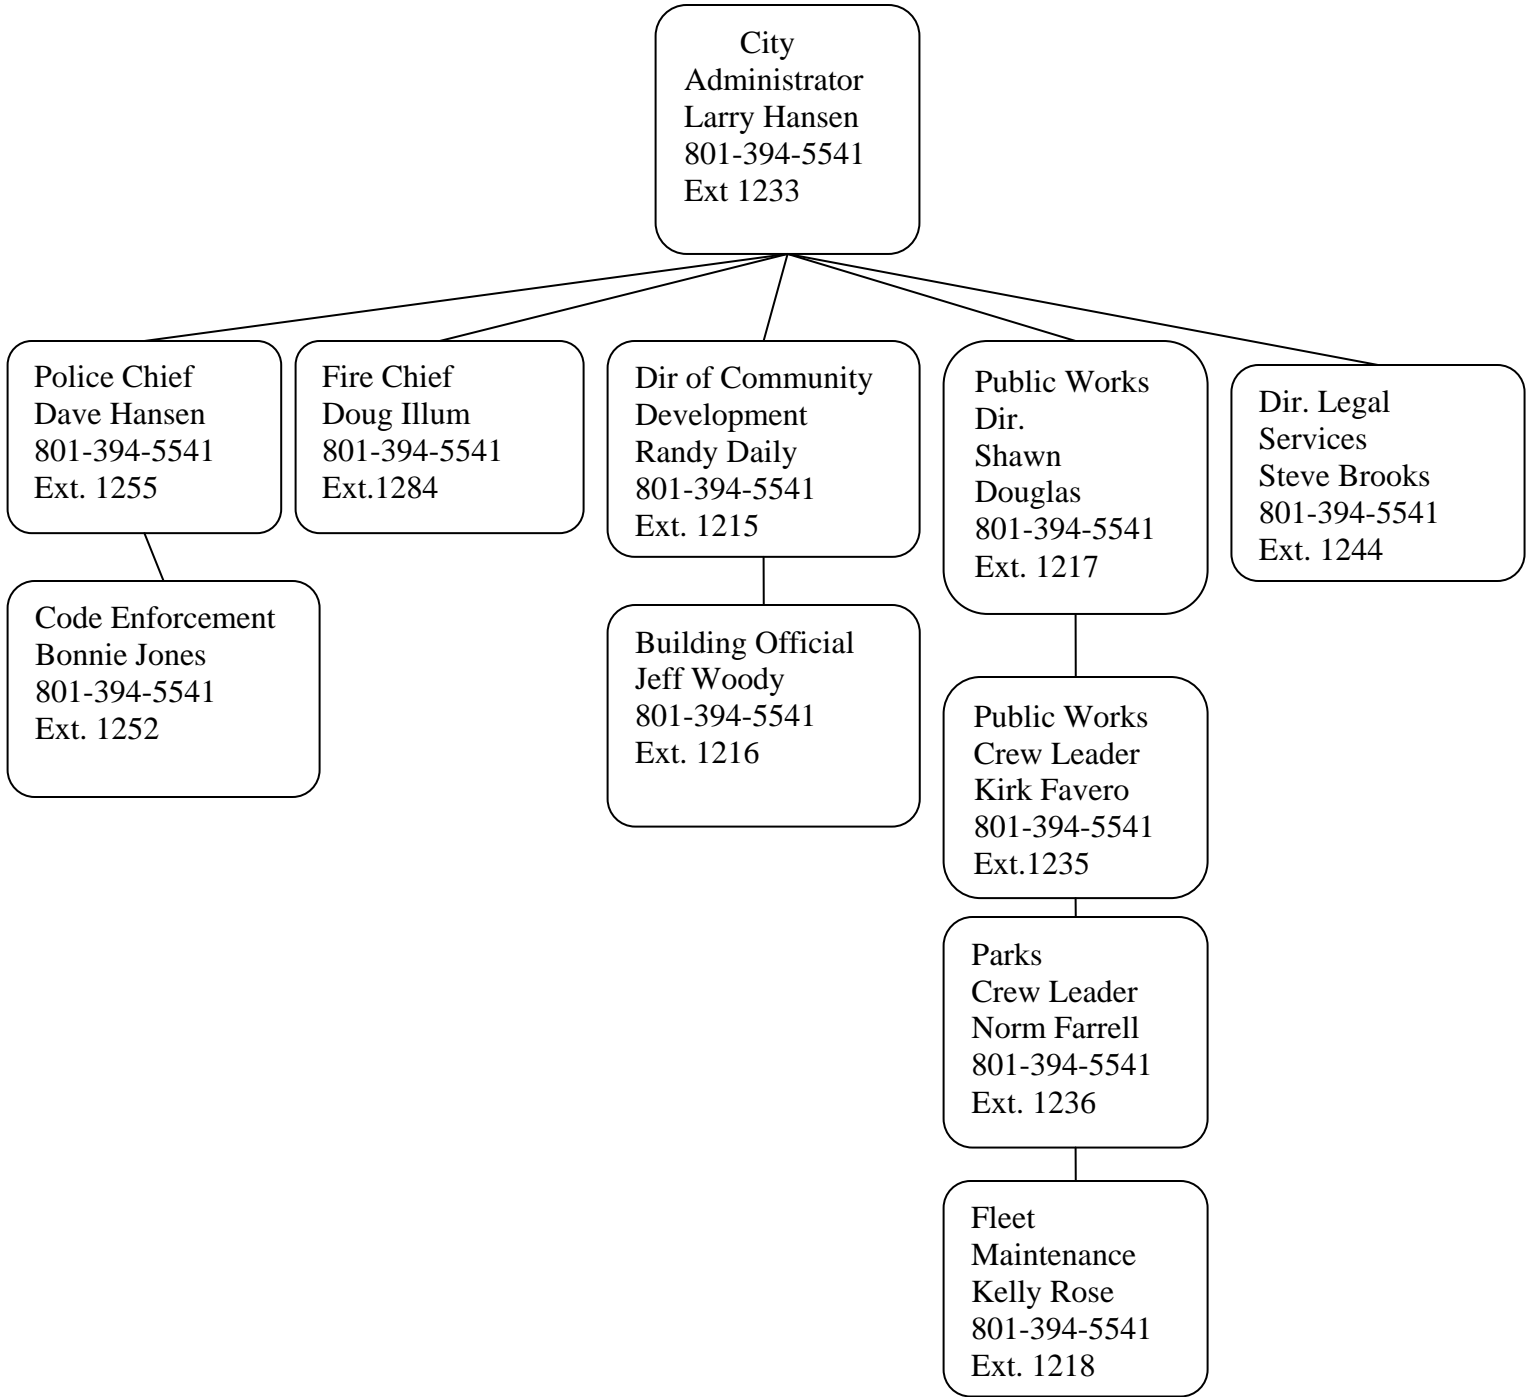 City
Administrator
Larry Hansen
801-394-5541
Ext 1233
Police Chief
Dave Hansen
801-394-5541
Ext. 1255
Fire Chief
Doug Illum
801-394-5541
Ext.1284
Dir of Community
Development
Randy Daily
801-394-5541
Ext. 1215
Public Works
Dir.
Shawn
Douglas
801-394-5541
Ext. 1217
Dir. Legal
Services
Steve Brooks
801-394-5541
Ext. 1244
Code Enforcement
Bonnie Jones
801-394-5541
Ext. 1252
Building Official
Jeff Woody
801-394-5541
Ext. 1216
Public Works
Crew Leader
Kirk Favero
801-394-5541
Ext.1235
Parks
Crew Leader
Norm Farrell
801-394-5541
Ext. 1236
Fleet
Maintenance
Kelly Rose
801-394-5541
Ext. 1218